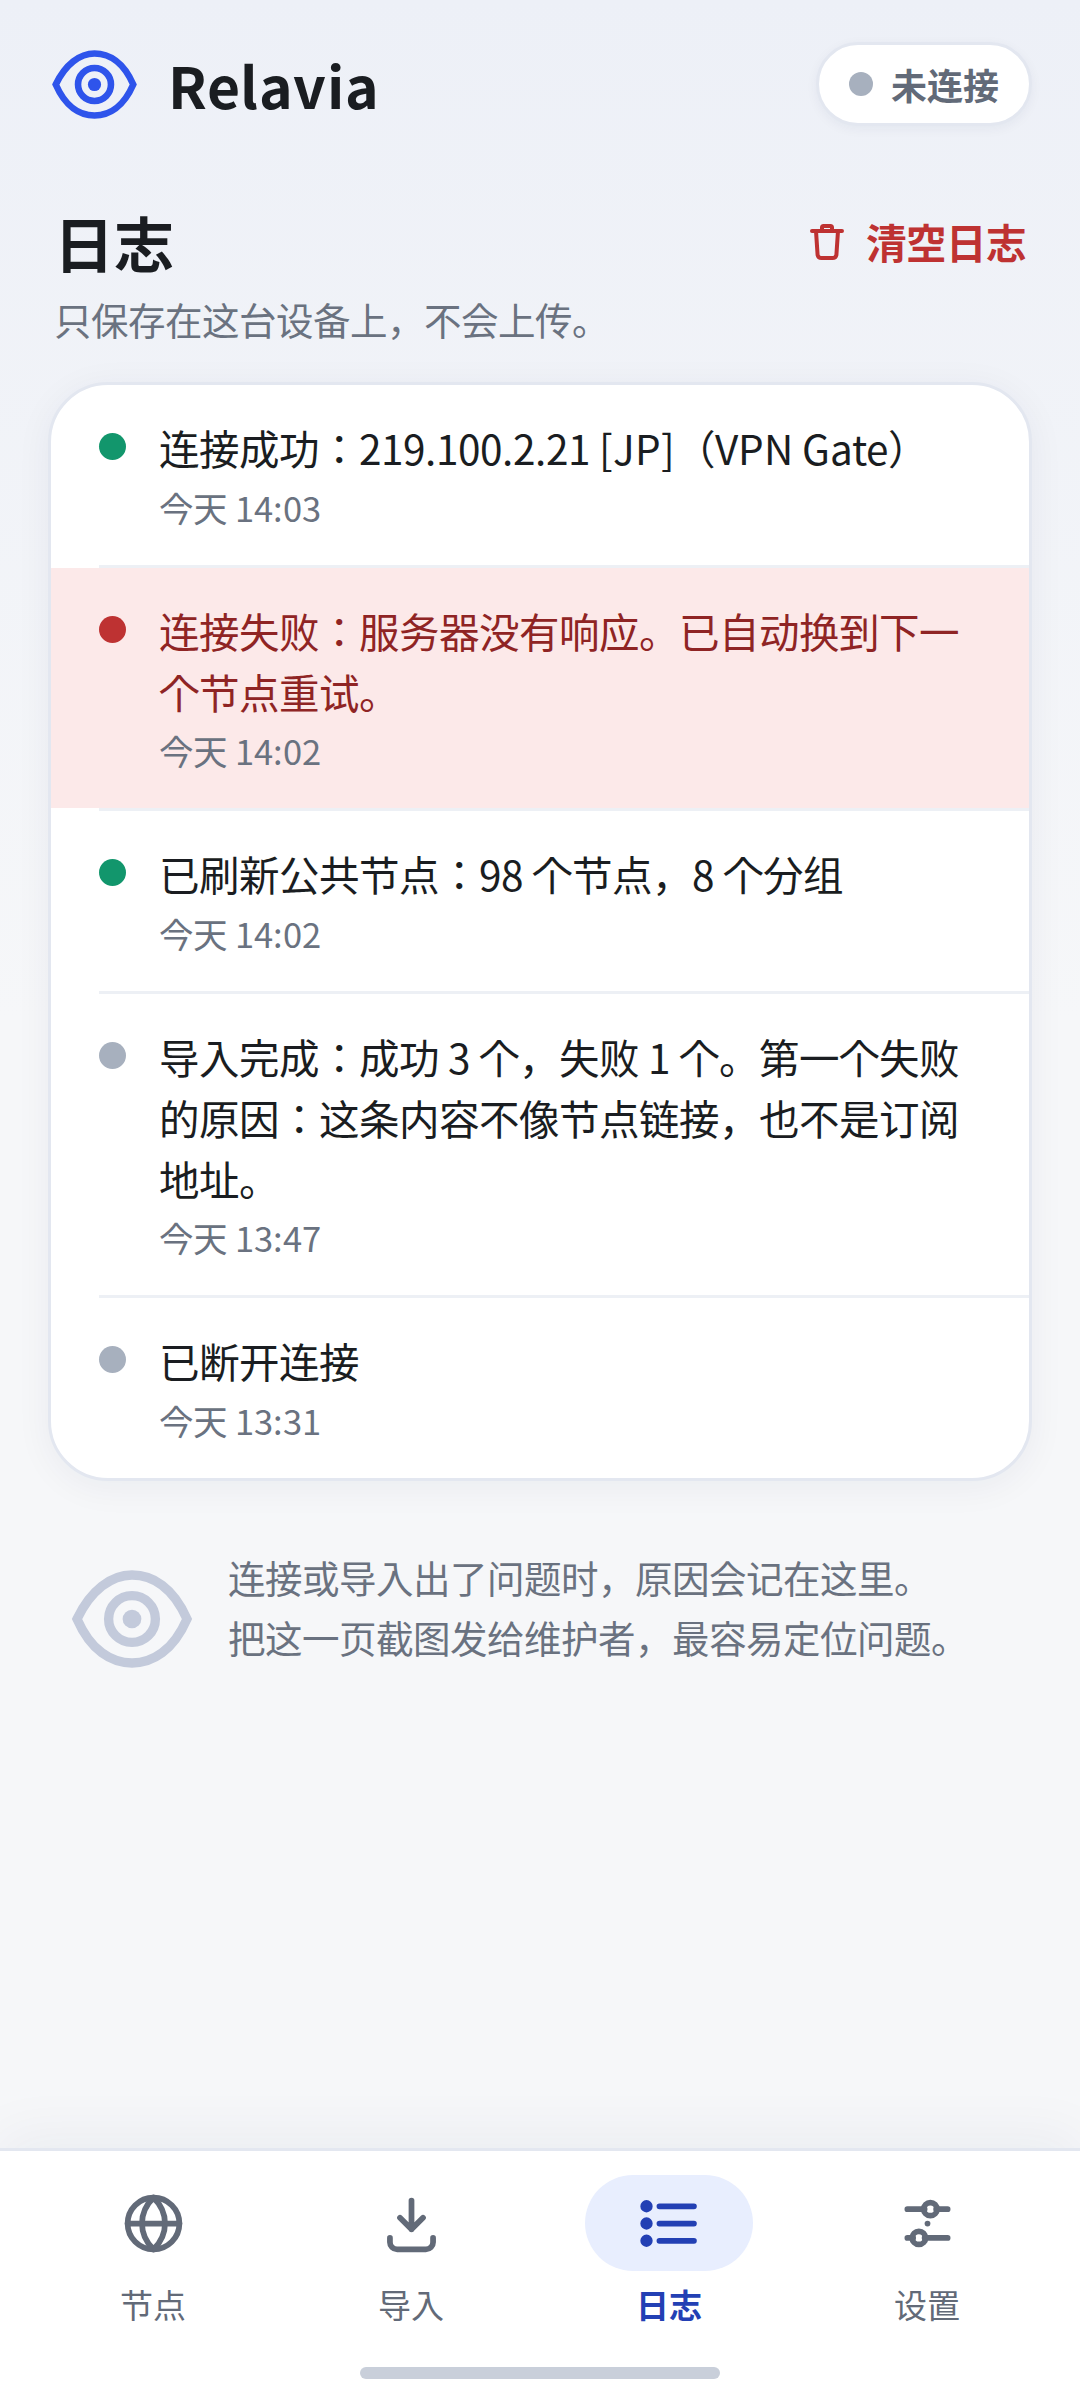 Relavia
未连接
日志
清空日志
只保存在这台设备上，不会上传。
连接成功：219.100.2.21 [JP]（VPN Gate）
今天 14:03
连接失败：服务器没有响应。已自动换到下一
个节点重试。
今天 14:02
已刷新公共节点：98 个节点，8 个分组
今天 14:02
导入完成：成功 3 个，失败 1 个。第一个失败
的原因：这条内容不像节点链接，也不是订阅
地址。
今天 13:47
已断开连接
今天 13:31
连接或导入出了问题时，原因会记在这里。
把这一页截图发给维护者，最容易定位问题。
节点
导入
日志
设置